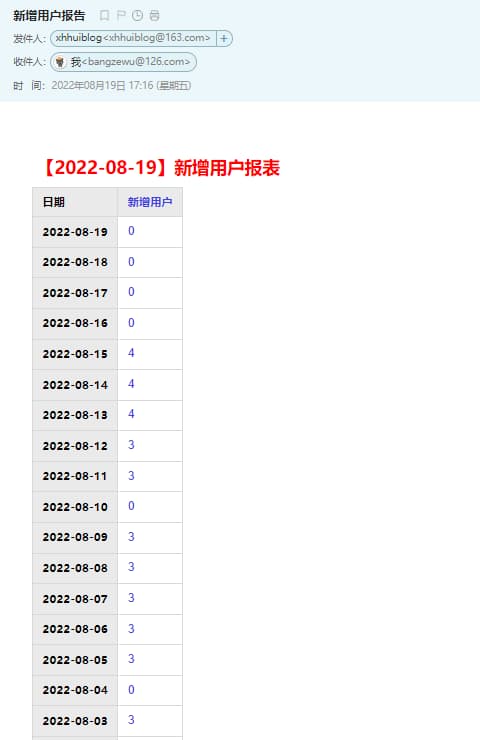 新增用户报告
发件人: xhhuiblog<xhhuiblog@163.com> +
收件人: 我<bangzewu@126.com>
时 间: 2022年08月19日 17:16 (星期五)
【2022-08-19】新增用户报表
日期 新增用户
2022-08-19 0
2022-08-18 0
2022-08-17 0
2022-08-16 0
2022-08-15 4
2022-08-14 4
2022-08-13 4
2022-08-12 3
2022-08-11 3
2022-08-10 0
2022-08-09 3
2022-08-08 3
2022-08-07 3
2022-08-06 3
2022-08-05 3
2022-08-04 0
2022-08-03 3